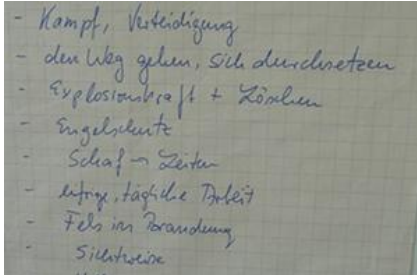 - Kampf, Verteidigung
- den Weg gehen, sich durchsetzen
- Explosionskraft + Löschen
- Engelschutz
- Schaf - Zeiten
- eifrige, tägliche Arbeit
- Fels in Brandung
- Sichtweise